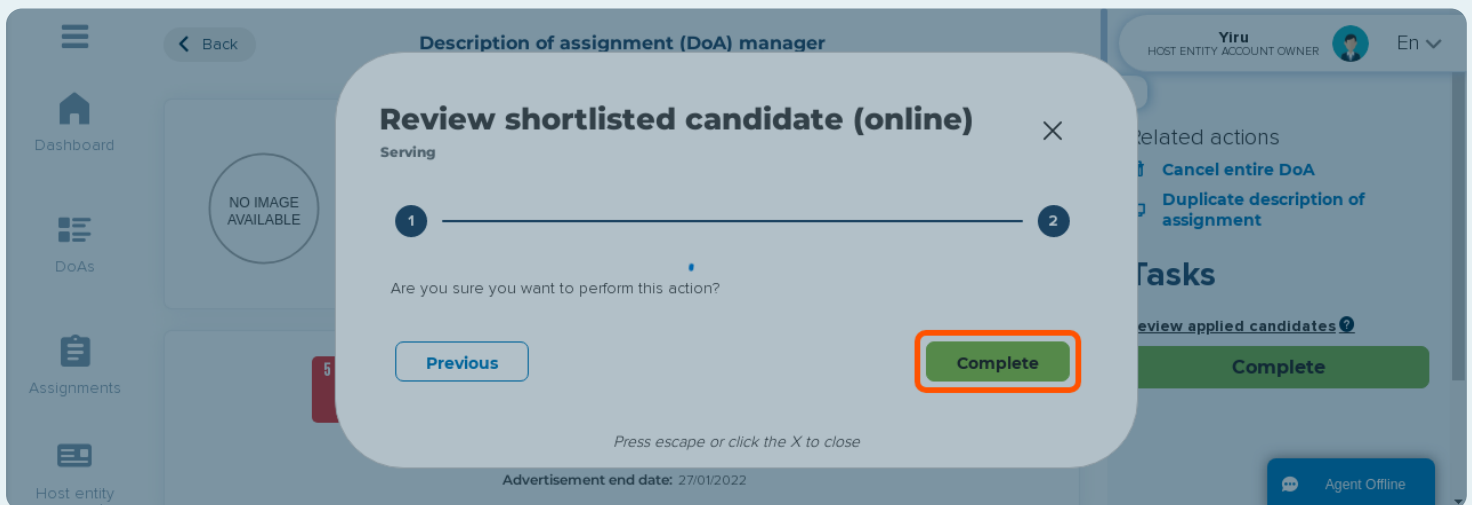 Back
Description of assignment (DoA) manager
Yiru
HOST ENTITY ACCOUNT OWNER
En
Dashboard
DoAs
Assignments
Host entity
NO IMAGE
AVAILABLE
5
Review shortlisted candidate (online)
Serving
1
2
Are you sure you want to perform this action?
Previous
Complete
Press escape or click the X to close
Advertisement end date: 27/01/2022
elated actions
Cancel entire DoA
Duplicate description of
assignment
Tasks
eview applied candidates ?
Complete
Agent Offline